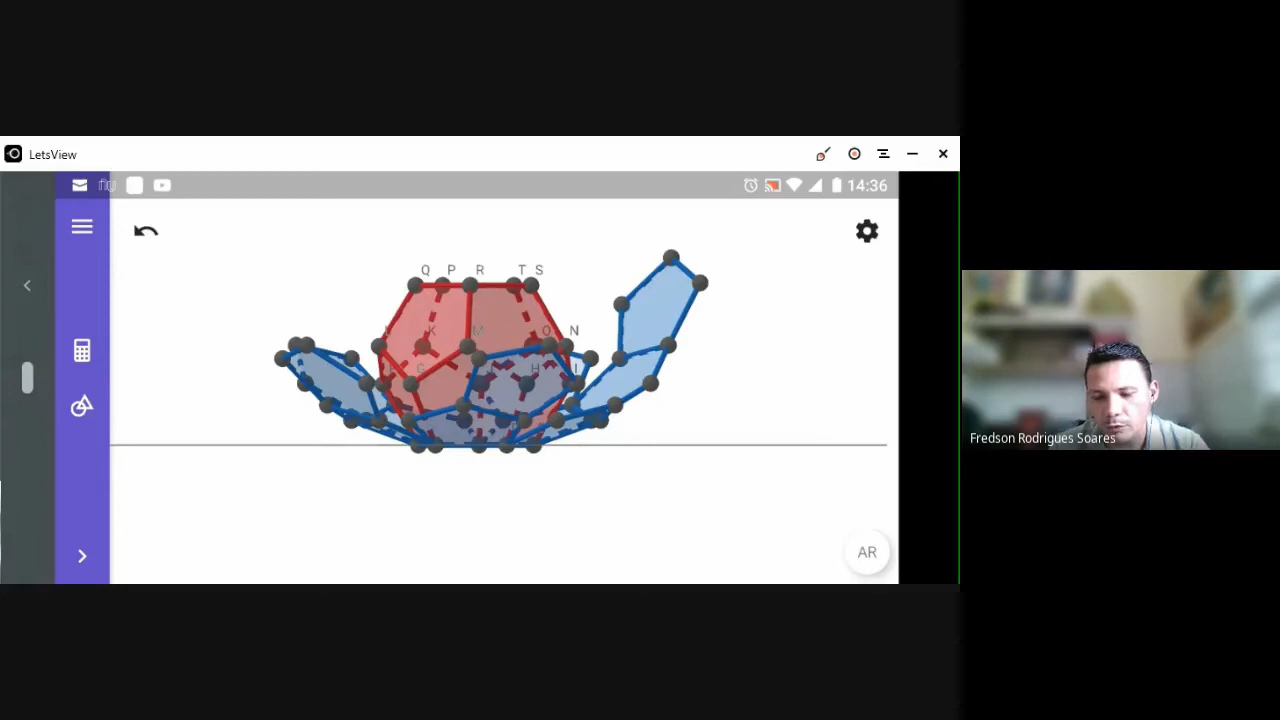 LetsView
14:36
Q P R T S
K M O N
G H I
AR
Fredson Rodrigues Soares